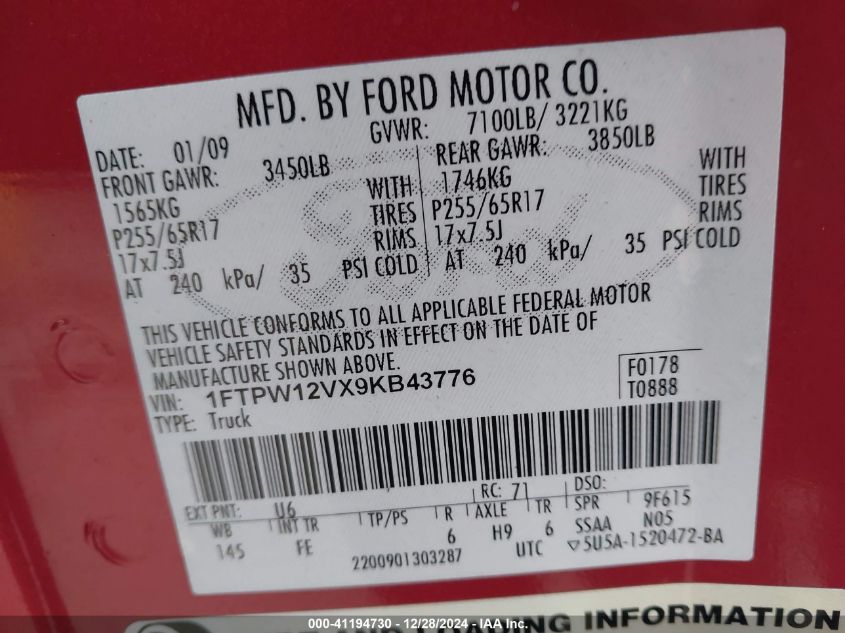 MFD. BY FORD MOTOR CO.
DATE: 01/09 GVWR: 7100LB/ 3221KG
FRONT GAWR: 3450LB REAR GAWR: 3850LB
1565KG WITH 1746KG WITH
P255/65R17 TIRES P255/65R17 TIRES
17x7.5J RIMS 17x7.5J RIMS
AT 240 kPa/ 35 PSI COLD AT 240 kPa/ 35 PSI COLD
THIS VEHICLE CONFORMS TO ALL APPLICABLE FEDERAL MOTOR
VEHICLE SAFETY STANDARDS IN EFFECT ON THE DATE OF
MANUFACTURE SHOWN ABOVE.
VIN: 1FTPW12VX9KB43776 F0178
TYPE: Truck T0888
EXT PNT: U6 RC: 71 DSO:
WB INT TR TP/PS R AXLE TR SPR 9F615
145 FE 6 H9 6 SSAA N05
2200901303287 UTC ▽5U5A-1520472-BA
AND LOADING INFORMATION
000-41194730 - 12/28/2024 - IAA Inc.